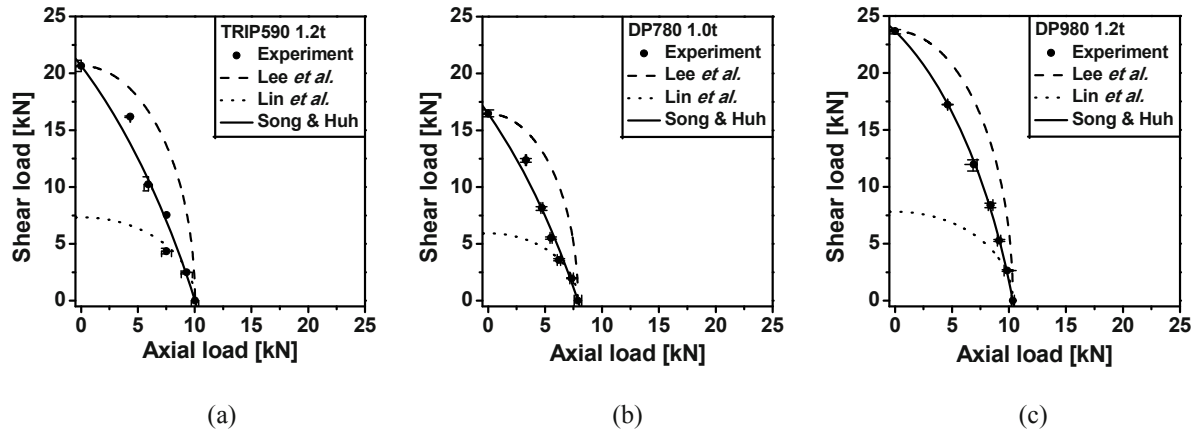 TRIP590 1.2t
Experiment
Lee et al.
Lin et al.
Song & Huh
25
20
15
10
5
0
Shear load [kN]
0 5 10 15 20 25
Axial load [kN]
(a)
DP780 1.0t
Experiment
Lee et al.
Lin et al.
Song & Huh
25
20
15
10
5
0
Shear load [kN]
0 5 10 15 20 25
Axial load [kN]
(b)
DP980 1.2t
Experiment
Lee et al.
Lin et al.
Song & Huh
25
20
15
10
5
0
Shear load [kN]
0 5 10 15 20 25
Axial load [kN]
(c)